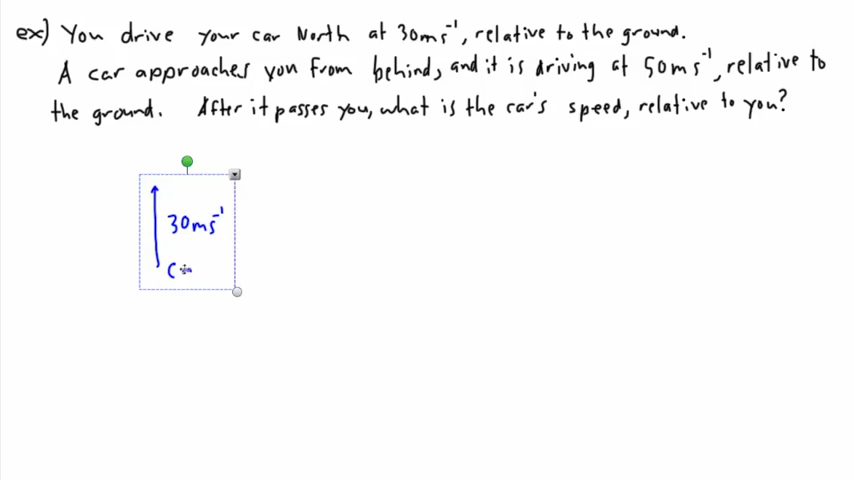 ex) You drive your car North at 30ms⁻¹, relative to the ground.
A car approaches you from behind, and it is driving at 50ms⁻¹, relative to
the ground. After it passes you, what is the car's speed, relative to you?
30ms⁻¹
(